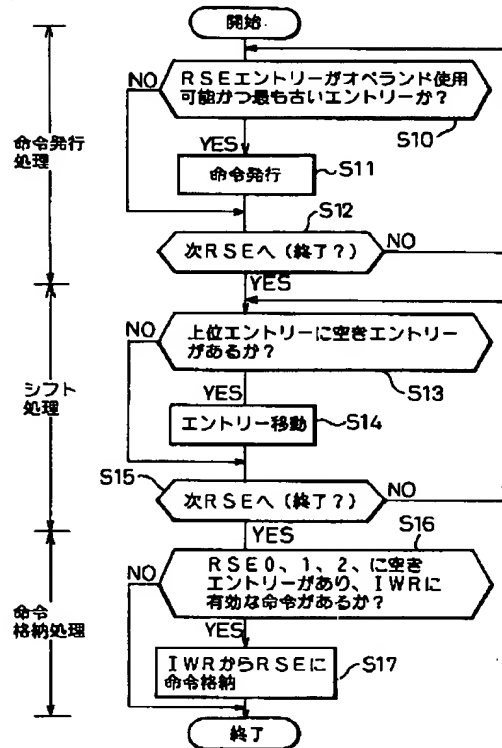 開始
RSEエントリーがオペランド使用
可能かつ最も古いエントリーか?
NO
S10
YES
命令発行
S11
命令発行
処理
S12
次RSEへ(終了?)
NO
YES
上位エントリーに空きエントリー
があるか?
NO
S13
YES
シフト
処理
エントリー移動
S14
S15
次RSEへ(終了?)
NO
YES
S16
RSE0、1、2、に空き
エントリーがあり、IWRに
有効な命令があるか?
NO
命令
格納処理
YES
IWRからRSEに
命令格納
S17
終了